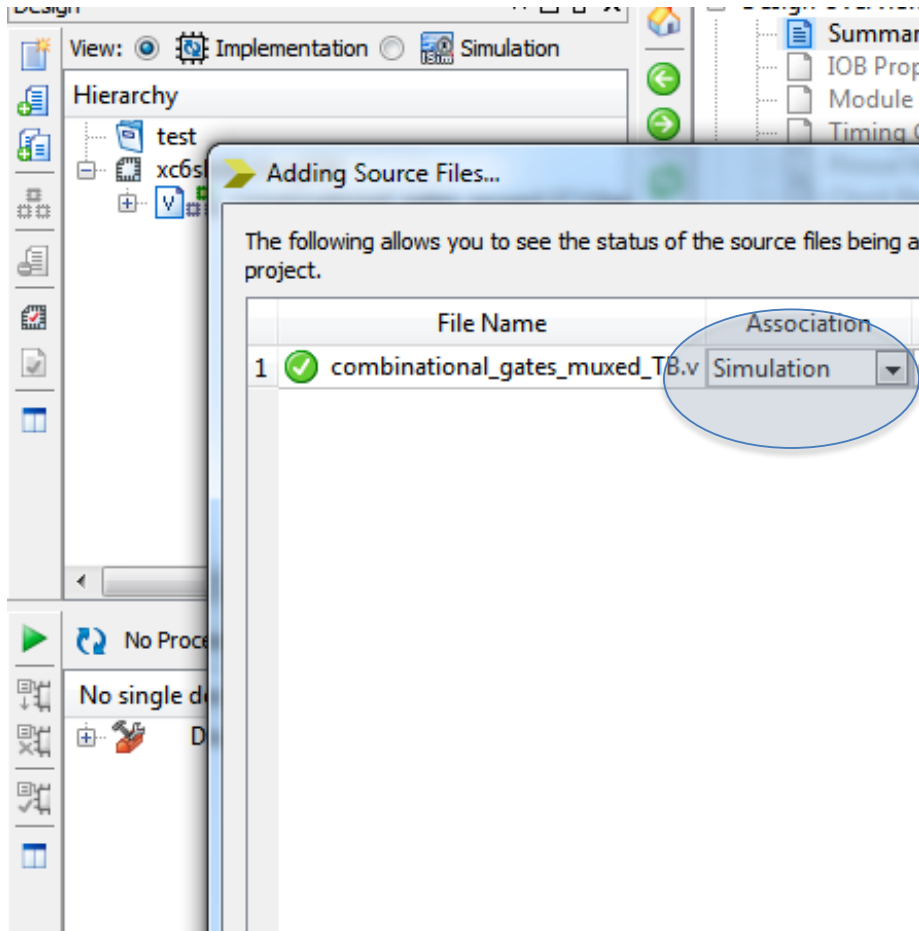 Design
View: Implementation Simulation
Hierarchy
test
xc6sl
V
Adding Source Files...
The following allows you to see the status of the source files being a
project.
File Name Association
1 combinational_gates_muxed_TB.v Simulation
No Proce
No single de
D
Summar
IOB Prop
Module
Timing